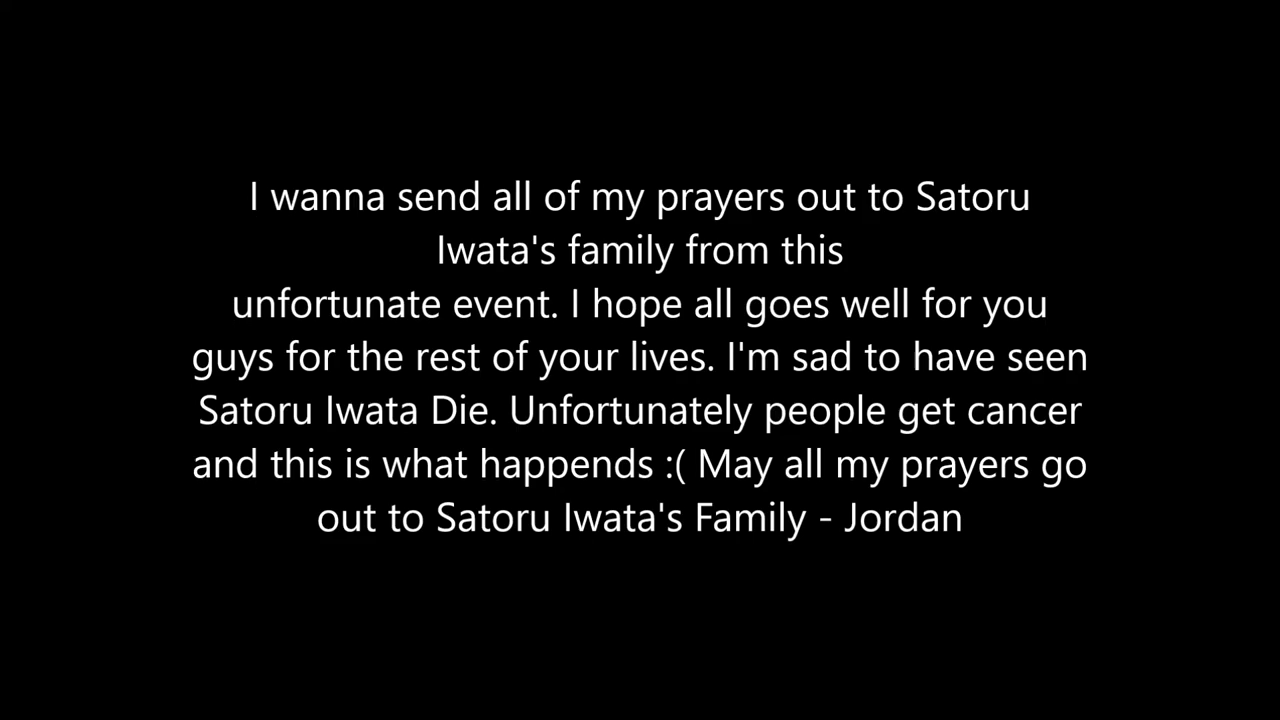 I wanna send all of my prayers out to Satoru
Iwata's family from this
unfortunate event. I hope all goes well for you
guys for the rest of your lives. I'm sad to have seen
Satoru Iwata Die. Unfortunately people get cancer
and this is what happends :( May all my prayers go
out to Satoru Iwata's Family - Jordan